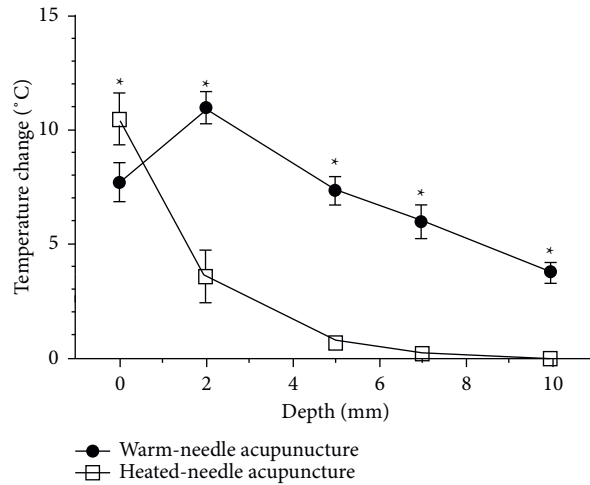 15
10
5
0
Temperature change (°C)
* * * * *
0 2 4 6 8 10
Depth (mm)
Warm-needle acupunucture
Heated-needle acupuncture